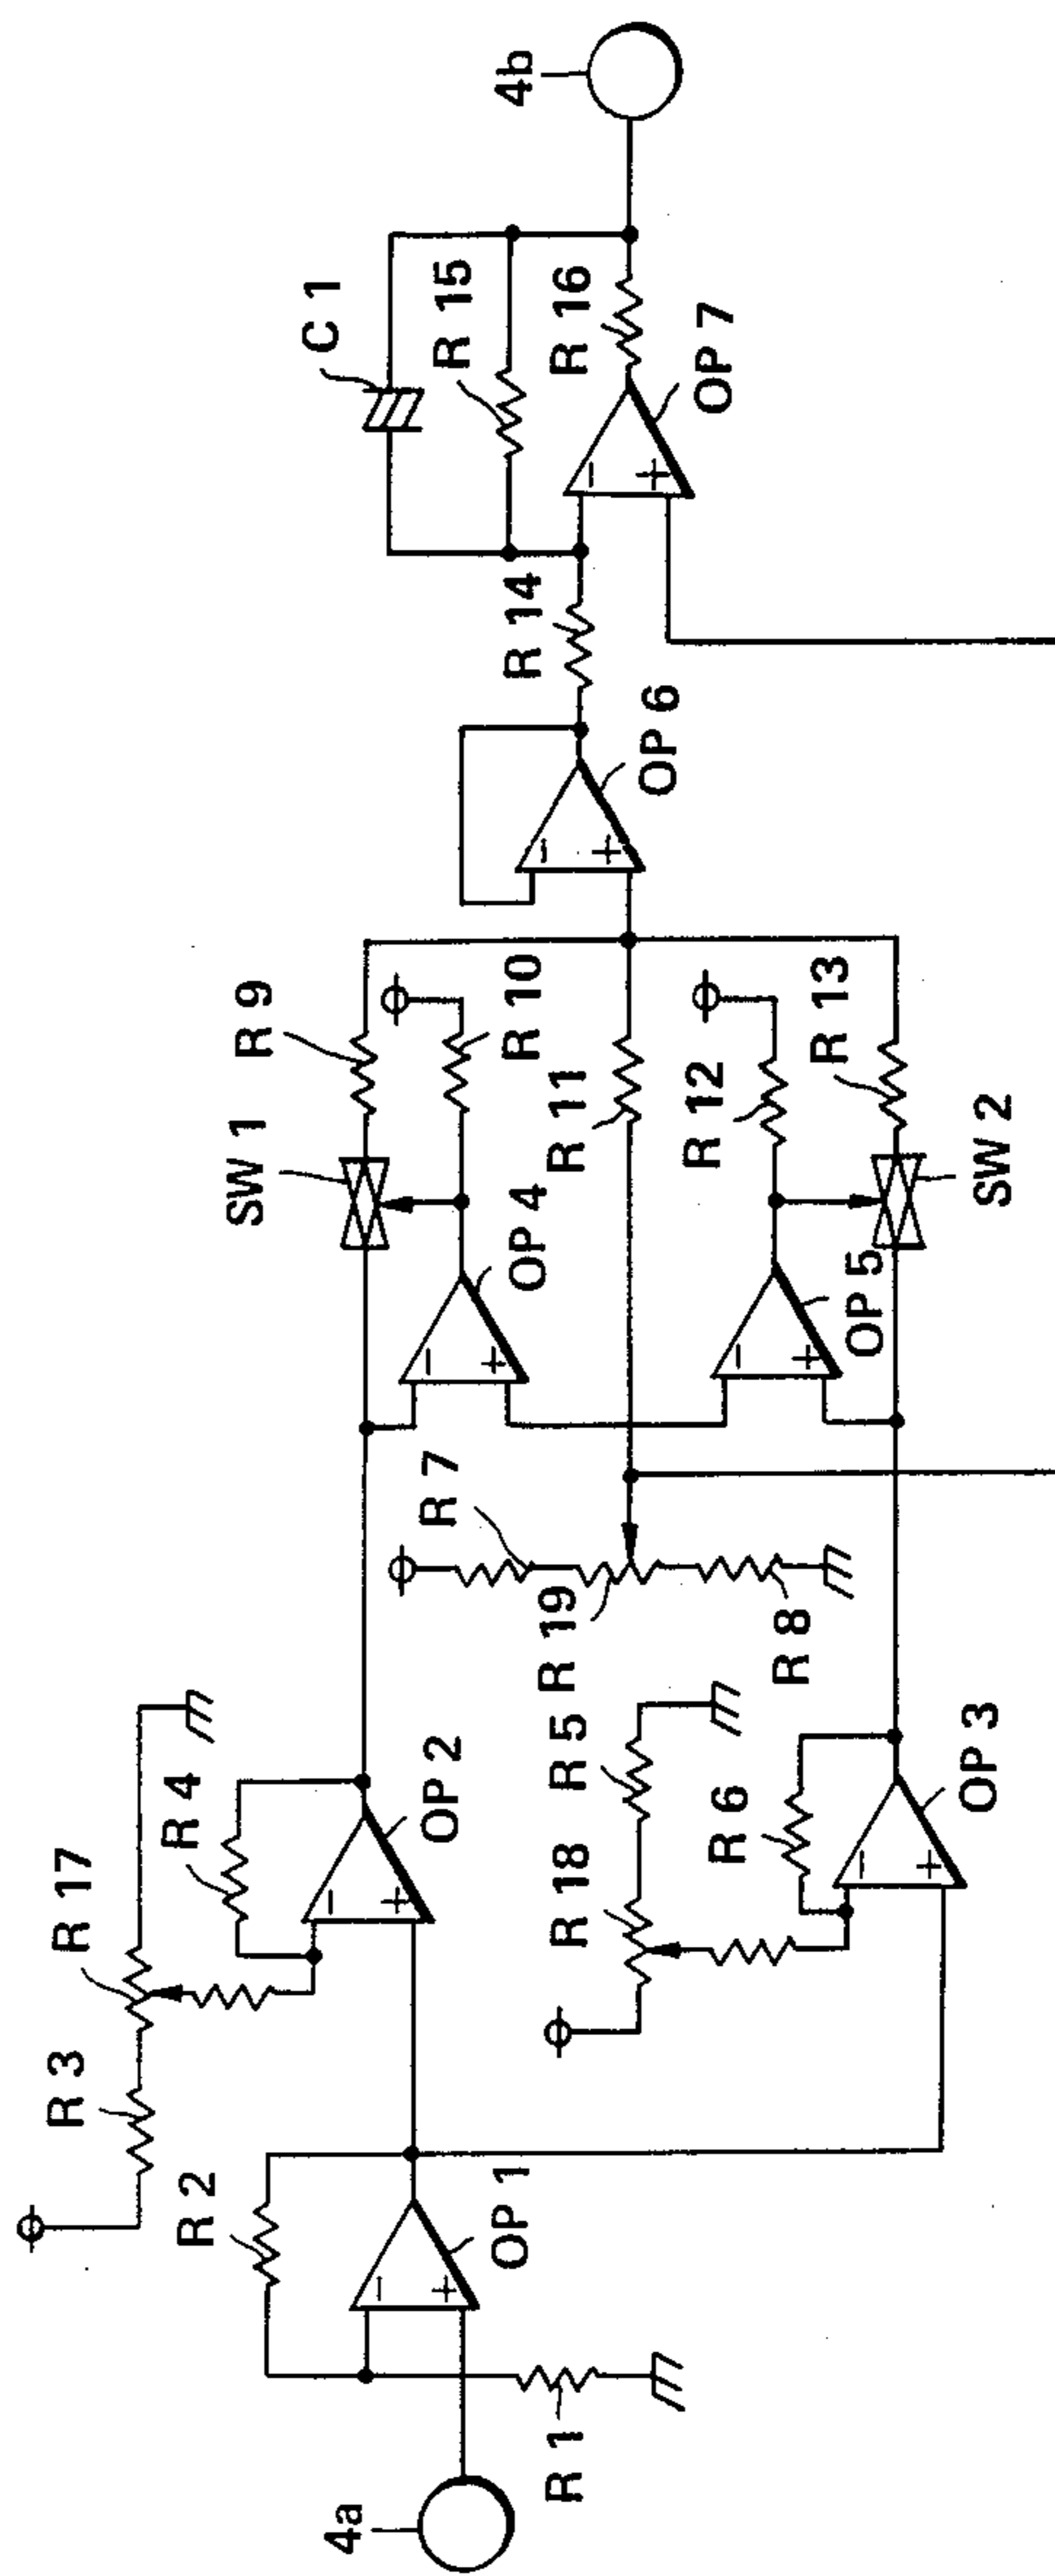 4a
R 1
R 2
OP 1
R 3
R 17
R 4
OP 2
R 18
R 5
R 6
OP 3
R 7
R 19
R 8
SW 1
R 9
OP 4
R 10
R 11
R 12
OP 5
R 13
SW 2
OP 6
R 14
C 1
R 15
R 16
OP 7
4b
− +
− +
− +
− +
− +
− +
− +